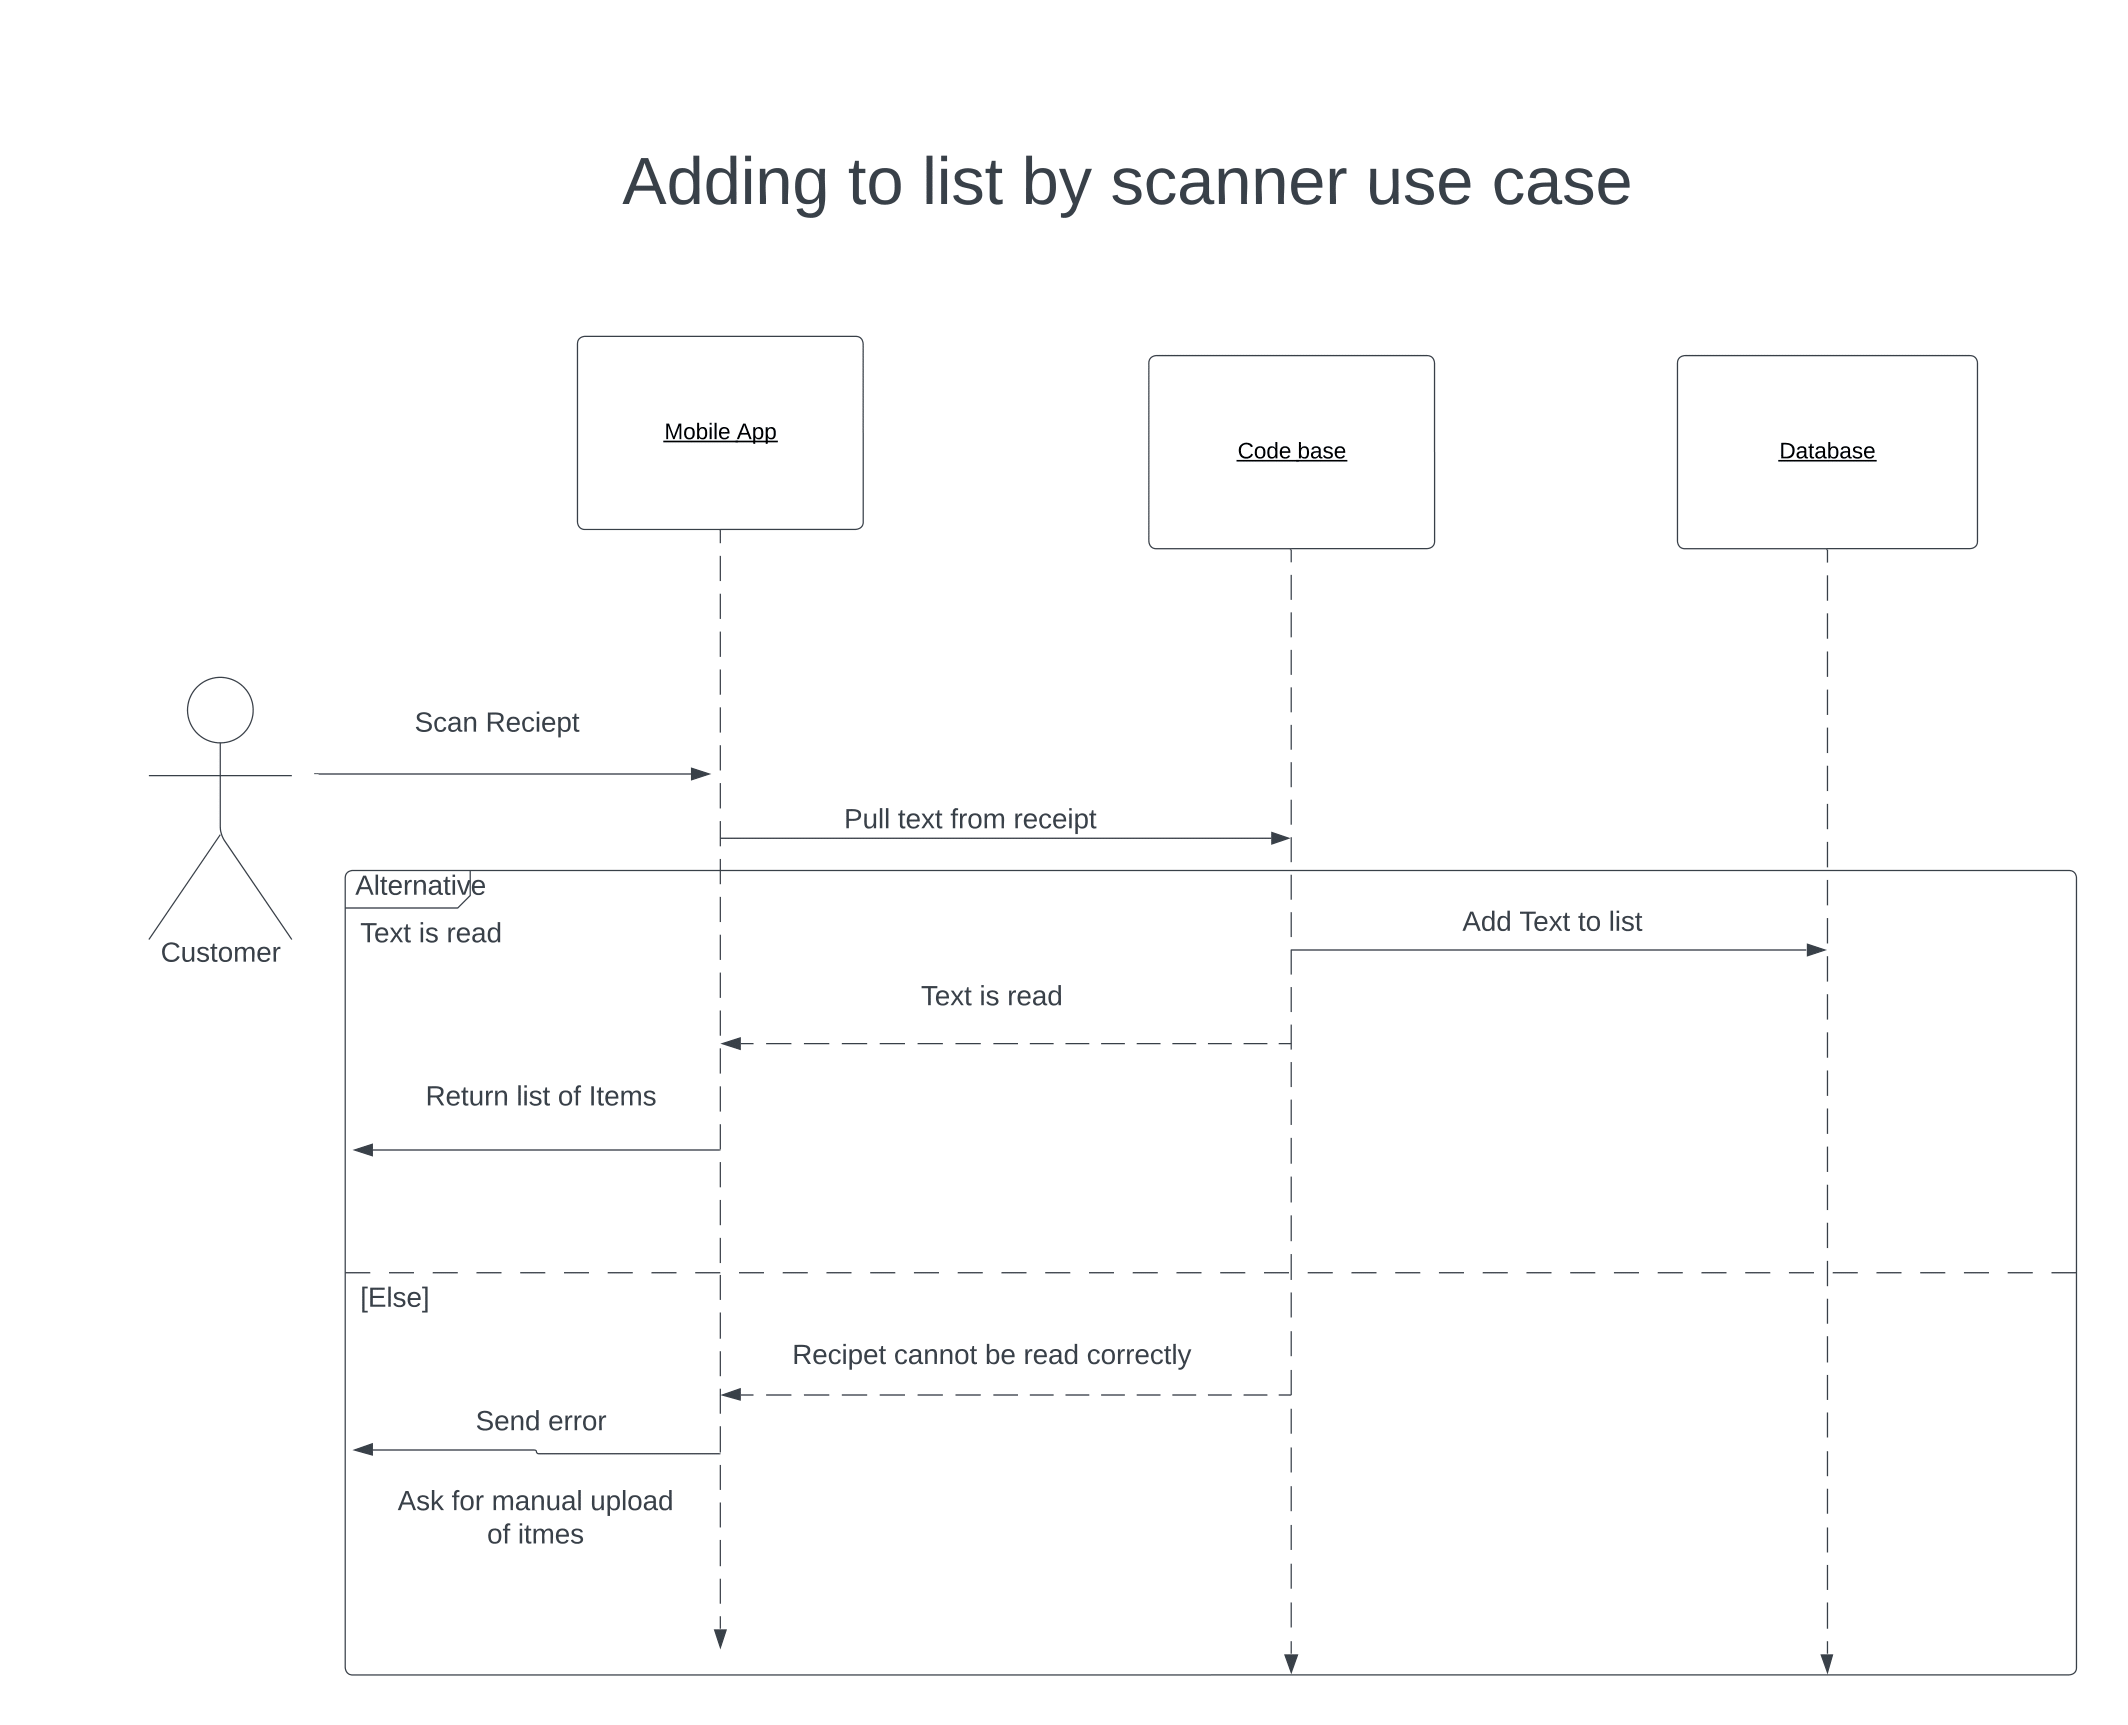 Adding to list by scanner use case
Mobile App
Code base
Database
Scan Reciept
Pull text from receipt
Alternative
Text is read
Customer
Add Text to list
Text is read
Return list of Items
[Else]
Recipet cannot be read correctly
Send error
Ask for manual upload
of itmes